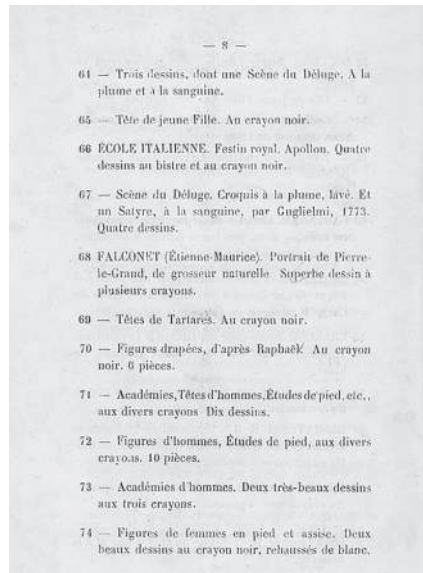 — 8 —
64 — Trois dessins, dont une Scène du Déluge. A la
plume et à la sanguine.
65 — Tête de jeune Fille. Au crayon noir.
66 ÉCOLE ITALIENNE. Festin royal. Apollon. Quatre
dessins au bistre et au crayon noir.
67 — Scène du Déluge. Croquis à la plume, lavé. Et
un Satyre, à la sanguine, par Guglielmi, 1773.
Quatre dessins.
68 FALCONET (Étienne-Maurice). Portrait de Pierre-
le-Grand, de grosseur naturelle. Superbe dessin à
plusieurs crayons.
69 — Têtes de Tartares. Au crayon noir.
70 — Figures drapées, d'après Raphaël. Au crayon
noir. 6 pièces.
71 — Académies, Têtes d'hommes, Études de pied, etc.,
aux divers crayons. Dix dessins.
72 — Figures d'hommes, Études de pied, aux divers
crayons. 10 pièces.
73 — Académies d'hommes. Deux très-beaux dessins
aux trois crayons.
74 — Figures de femmes en pied et assise. Deux
beaux dessins au crayon noir, rehaussés de blanc.